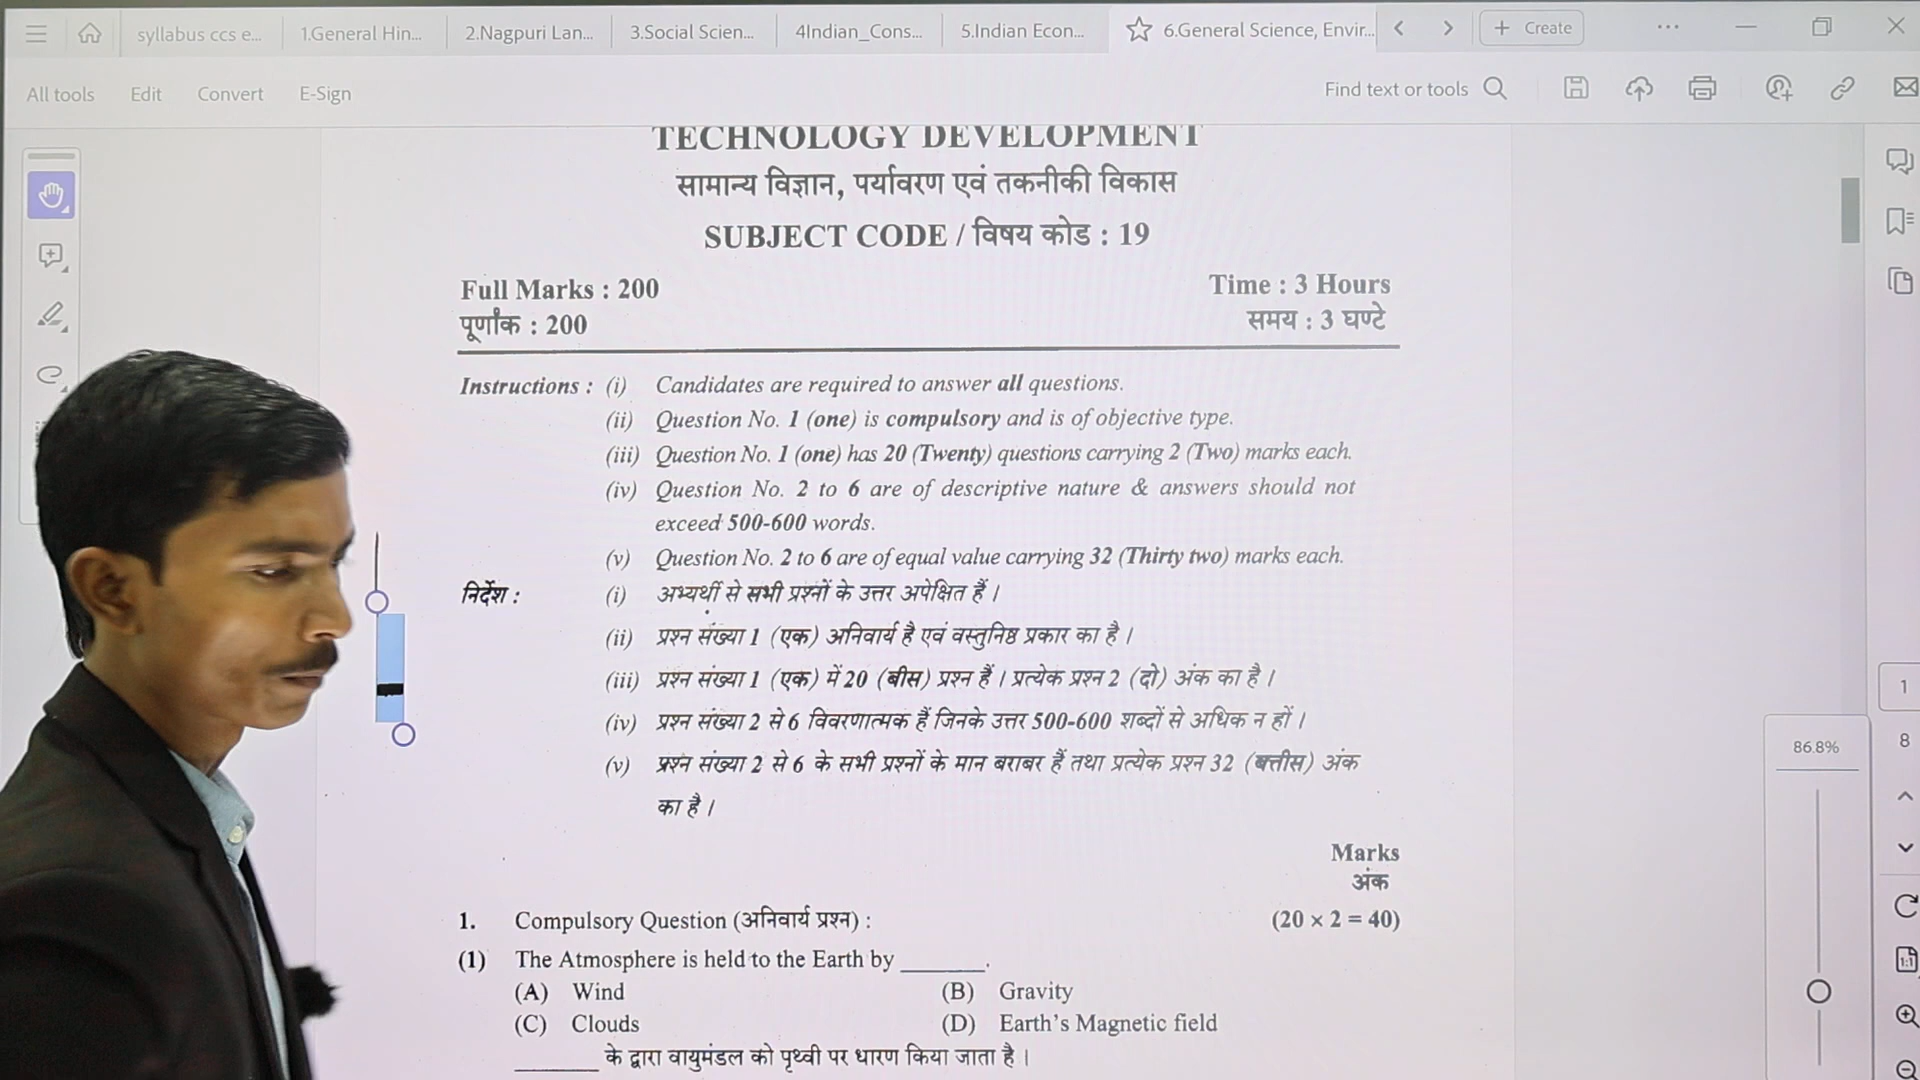 syllabus ccs e...
1.General Hin...
2.Nagpuri Lan...
3.Social Scien...
4Indian_Cons...
5.Indian Econ...
6.General Science, Envir...
Create
All tools
Edit
Convert
E-Sign
Find text or tools
TECHNOLOGY DEVELOPMENT
सामान्य विज्ञान, पर्यावरण एवं तकनीकी विकास
SUBJECT CODE / विषय कोड : 19
Full Marks : 200
Time : 3 Hours
पूर्णांक : 200
समय : 3 घण्टे
Instructions : (i) Candidates are required to answer all questions.
(ii) Question No. 1 (one) is compulsory and is of objective type.
(iii) Question No. 1 (one) has 20 (Twenty) questions carrying 2 (Two) marks each.
(iv) Question No. 2 to 6 are of descriptive nature & answers should not
exceed 500-600 words.
(v) Question No. 2 to 6 are of equal value carrying 32 (Thirty two) marks each.
निर्देश : (i) अभ्यर्थी से सभी प्रश्नों के उत्तर अपेक्षित हैं ।
(ii) प्रश्न संख्या 1 (एक) अनिवार्य है एवं वस्तुनिष्ठ प्रकार का है ।
(iii) प्रश्न संख्या 1 (एक) में 20 (बीस) प्रश्न हैं । प्रत्येक प्रश्न 2 (दो) अंक का है ।
(iv) प्रश्न संख्या 2 से 6 विवरणात्मक हैं जिनके उत्तर 500-600 शब्दों से अधिक न हों ।
(v) प्रश्न संख्या 2 से 6 के सभी प्रश्नों के मान बराबर हैं तथा प्रत्येक प्रश्न 32 (बत्तीस) अंक
का है ।
Marks
अंक
1. Compulsory Question (अनिवार्य प्रश्न) : (20 × 2 = 40)
(1) The Atmosphere is held to the Earth by _______.
(A) Wind (B) Gravity
(C) Clouds (D) Earth's Magnetic field
_______ के द्वारा वायुमंडल को पृथ्वी पर धारण किया जाता है ।
1
86.8%
8
1:1